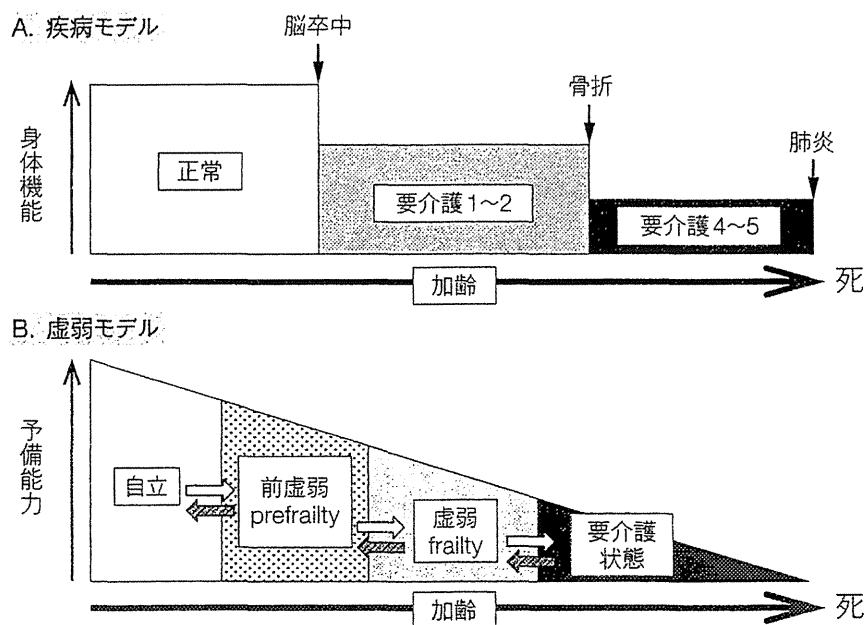 A. 疾病モデル
脳卒中
骨折
肺炎
身体機能
正常
要介護1〜2
要介護4〜5
加齢
死
B. 虚弱モデル
予備能力
自立
前虚弱
prefrailty
虚弱
frailty
要介護
状態
加齢
死